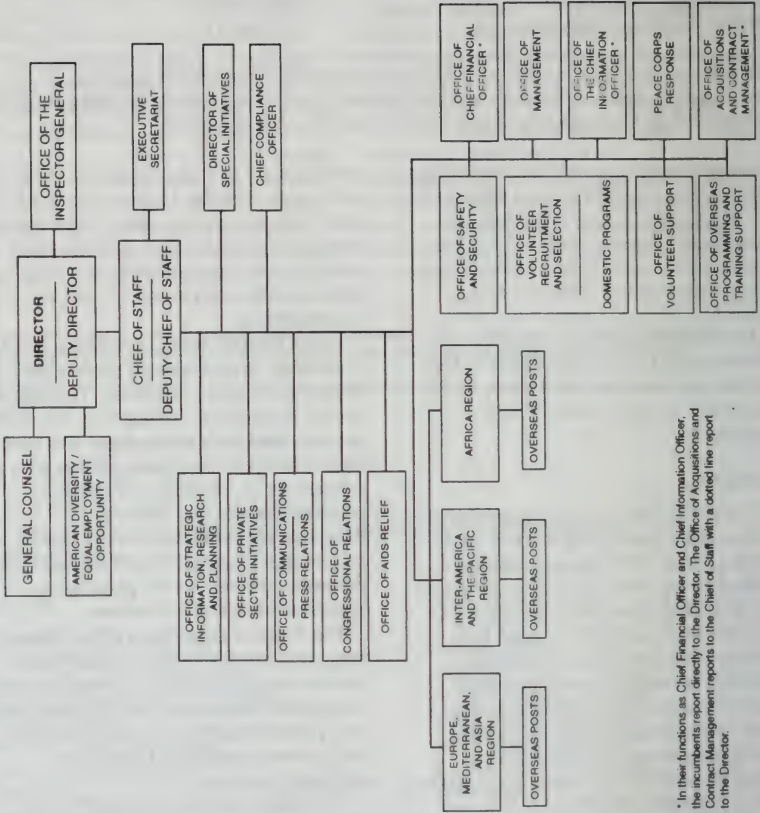 OFFICE OF THE
INSPECTOR GENERAL
DIRECTOR
DEPUTY DIRECTOR
GENERAL COUNSEL
AMERICAN DIVERSITY /
EQUAL EMPLOYMENT
OPPORTUNITY
EXECUTIVE
SECRETARIAT
CHIEF OF STAFF
DEPUTY CHIEF OF STAFF
DIRECTOR OF
SPECIAL INITIATIVES
CHIEF COMPLIANCE
OFFICER
OFFICE OF STRATEGIC
INFORMATION, RESEARCH
AND PLANNING
OFFICE OF PRIVATE
SECTOR INITIATIVES
OFFICE OF COMMUNICATIONS
PRESS RELATIONS
OFFICE OF
CONGRESSIONAL RELATIONS
OFFICE OF AIDS RELIEF
EUROPE,
MEDITERRANEAN,
AND ASIA
REGION
OVERSEAS POSTS
INTER-AMERICA
AND THE PACIFIC
REGION
OVERSEAS POSTS
AFRICA REGION
OVERSEAS POSTS
OFFICE OF SAFETY
AND SECURITY
OFFICE OF
VOLUNTEER
RECRUITMENT
AND SELECTION
DOMESTIC PROGRAMS
OFFICE OF
VOLUNTEER SUPPORT
OFFICE OF OVERSEAS
PROGRAMMING AND
TRAINING SUPPORT
OFFICE OF
CHIEF FINANCIAL
OFFICER *
OFFICE OF
MANAGEMENT
OFFICE OF
THE CHIEF
INFORMATION
OFFICER *
PEACE CORPS
RESPONSE
OFFICE OF
ACQUISITIONS
AND CONTRACT
MANAGEMENT *
* In their functions as Chief Financial Officer and Chief Information Officer,
the incumbents report directly to the Director. The Office of Acquisitions and
Contract Management reports to the Chief of Staff with a dotted line report
to the Director.